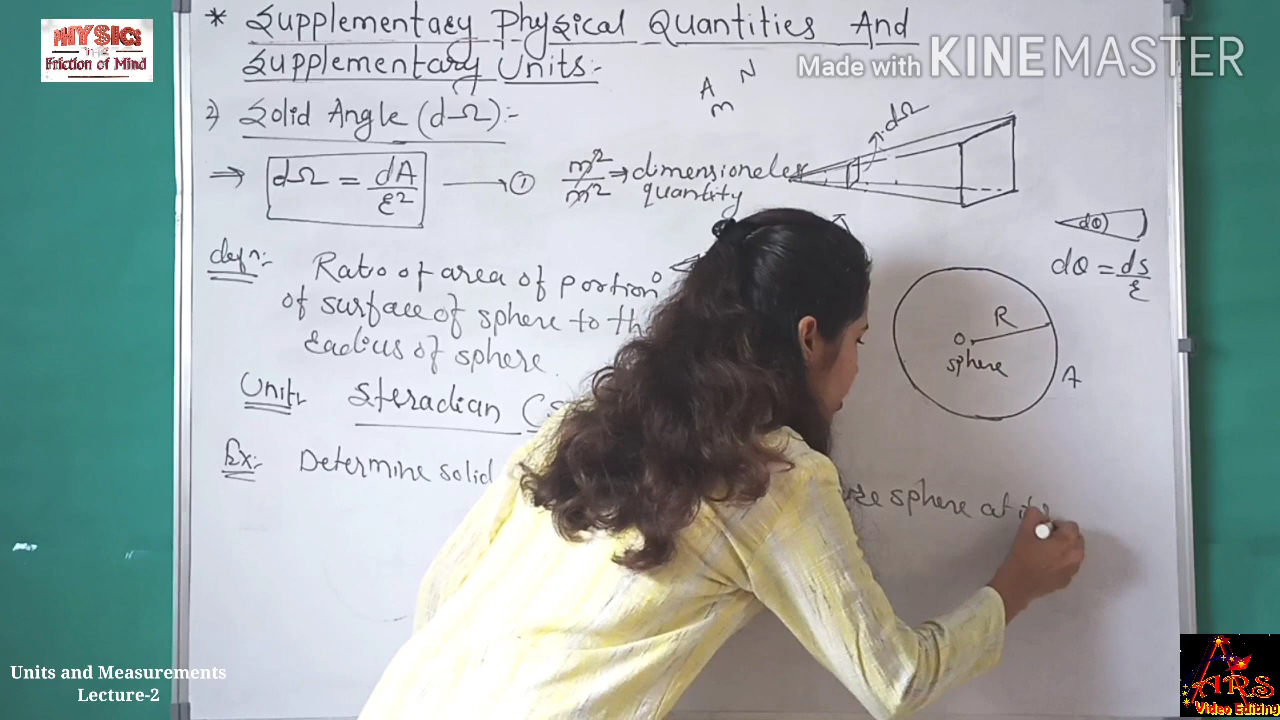 PHYSICS
IS THE
Friction of Mind
* Supplementary Physical Quantities And
Supplementary Units:-
Made with KINEMASTER
A N
m
2) Solid Angle (dΩ):-
⇒ dΩ = dA/r² → ①
m²/m² → dimensionless
quantity
dΩ
dθ
dθ = ds/r
defn:- Ratio of area of portion
of surface of sphere to the
radius of sphere.
R
O
sphere
A
Unit:- Steradian (S
Ex:- Determine solid
sphere at it's
Units and Measurements
Lecture-2
ARS
Video Editing